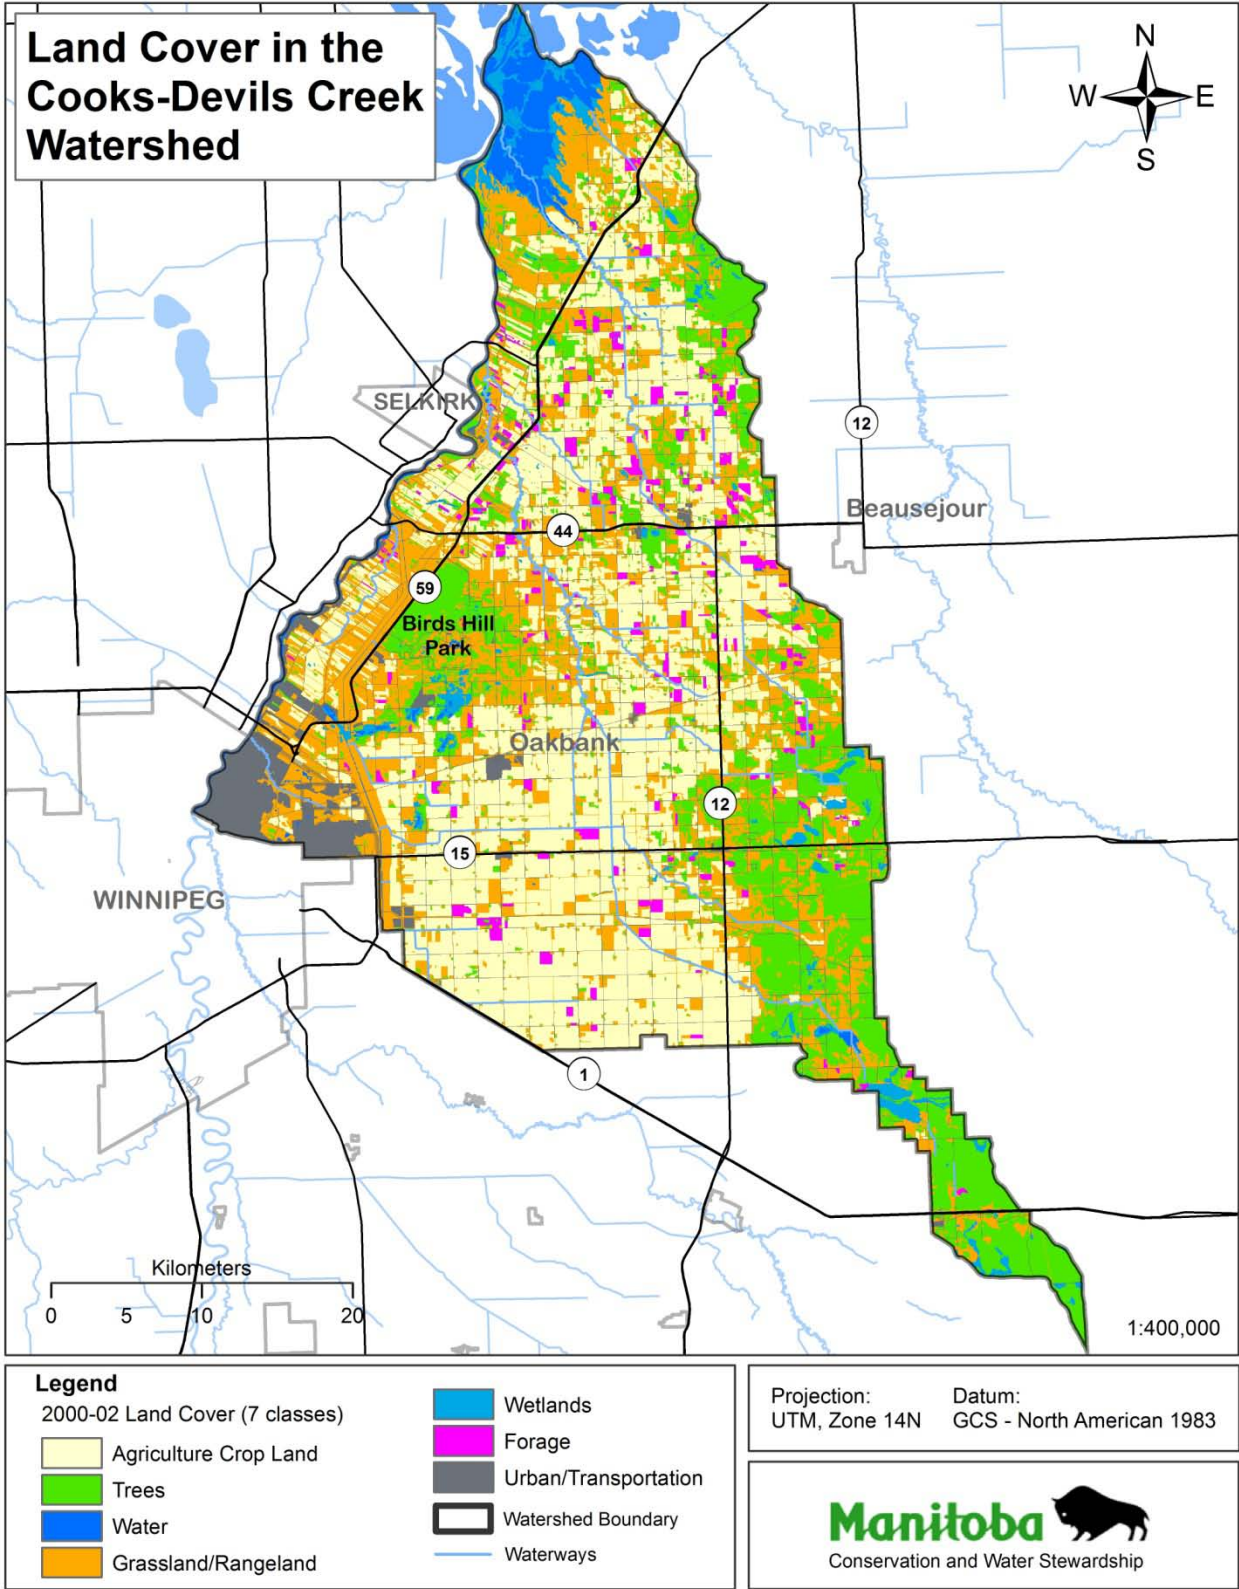 Land Cover in the
Cooks-Devils Creek
Watershed
N
W E
S
SELKIRK
12
Beausejour
44
59
Birds Hill
Park
Oakbank
12
15
WINNIPEG
1
Kilometers
0 5 10 20
1:400,000
Legend
2000-02 Land Cover (7 classes)
Agriculture Crop Land
Trees
Water
Grassland/Rangeland
Wetlands
Forage
Urban/Transportation
Watershed Boundary
Waterways
Projection:
UTM, Zone 14N
Datum:
GCS - North American 1983
Manitoba
Conservation and Water Stewardship